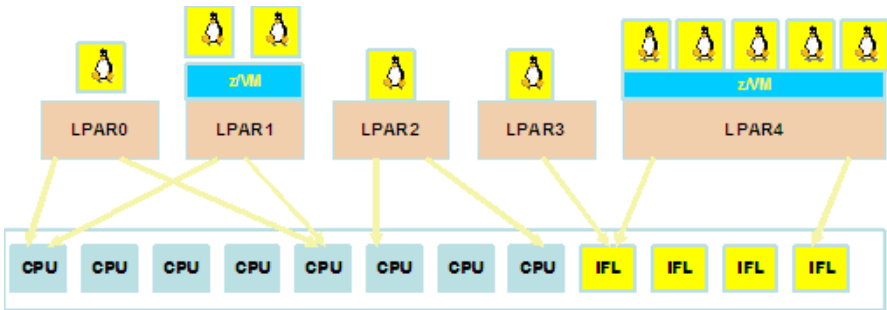 z/VM z/VM
LPAR0 LPAR1 LPAR2 LPAR3 LPAR4
CPU CPU CPU CPU CPU CPU CPU CPU IFL IFL IFL IFL